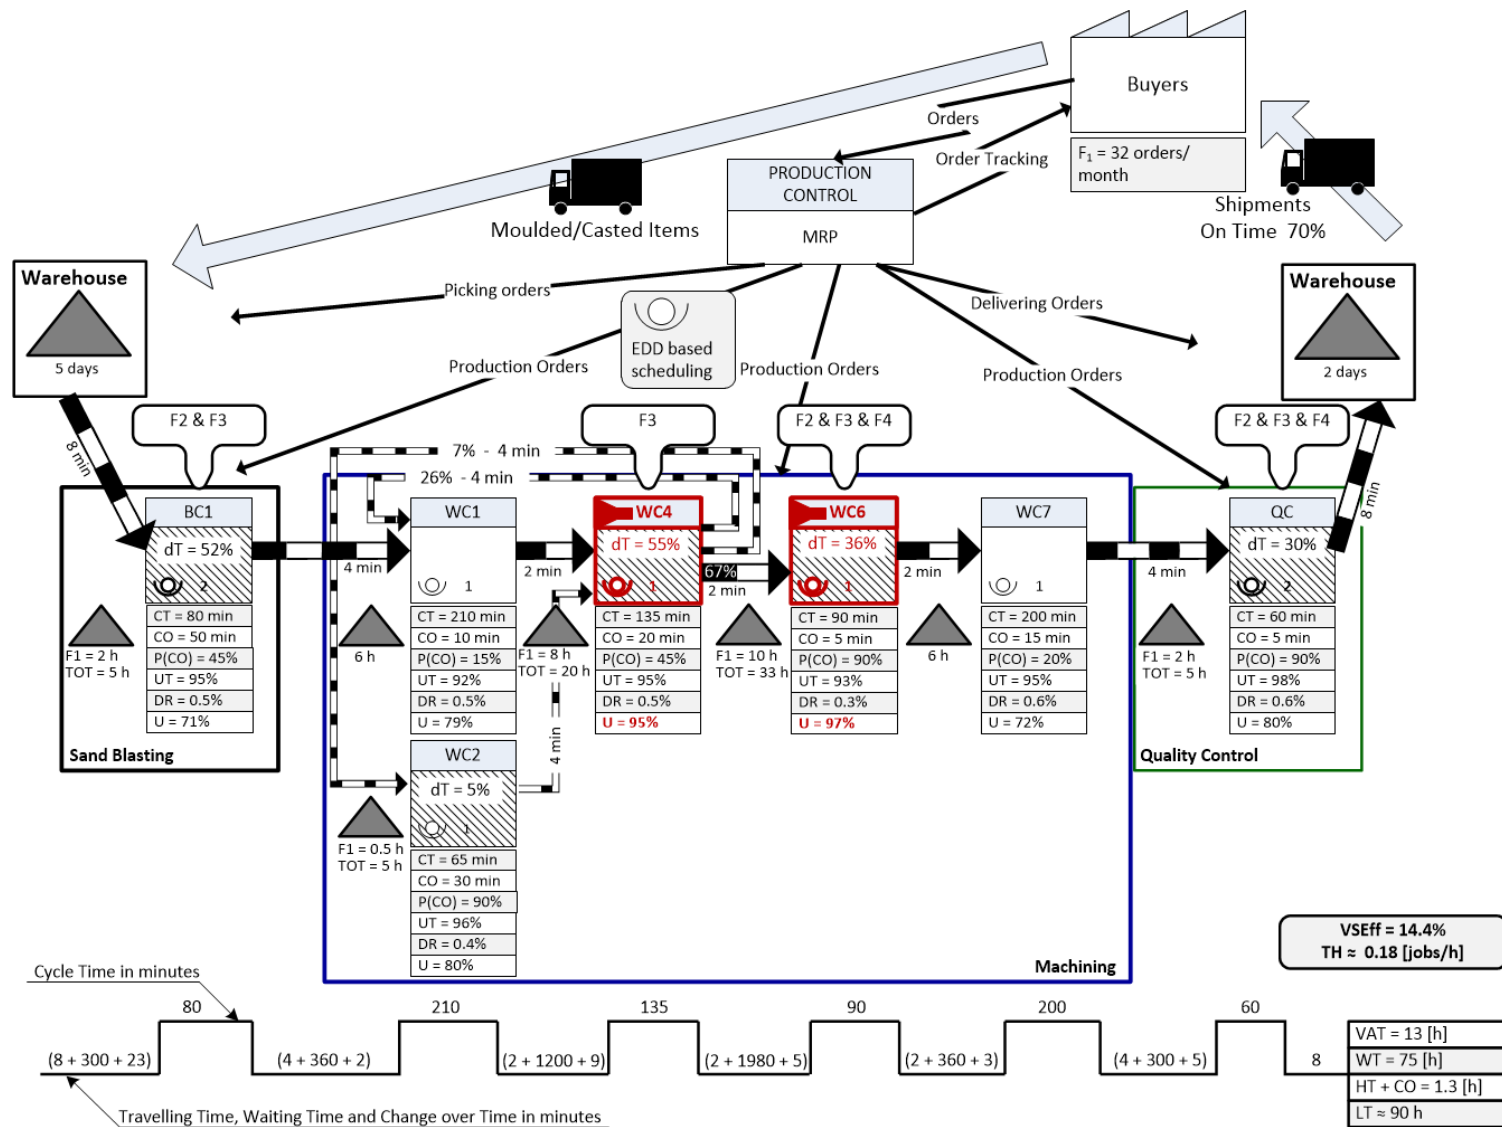 Buyers
Orders
Order Tracking
F₁ = 32 orders/
month
Shipments
On Time 70%
PRODUCTION
CONTROL
MRP
Moulded/Casted Items
Warehouse
5 days
Warehouse
2 days
Picking orders
Delivering Orders
EDD based
scheduling
Production Orders
Production Orders
Production Orders
8 min
F2 & F3
F3
F2 & F3 & F4
F2 & F3 & F4
7% - 4 min
26% - 4 min
8 min
BC1
dT = 52%
2
CT = 80 min
CO = 50 min
P(CO) = 45%
UT = 95%
DR = 0.5%
U = 71%
F1 = 2 h
TOT = 5 h
Sand Blasting
4 min
6 h
WC1
1
CT = 210 min
CO = 10 min
P(CO) = 15%
UT = 92%
DR = 0.5%
U = 79%
2 min
F1 = 8 h
TOT = 20 h
WC4
dT = 55%
1
CT = 135 min
CO = 20 min
P(CO) = 45%
UT = 95%
DR = 0.5%
U = 95%
67%
2 min
F1 = 10 h
TOT = 33 h
WC6
dT = 36%
1
CT = 90 min
CO = 5 min
P(CO) = 90%
UT = 93%
DR = 0.3%
U = 97%
2 min
6 h
WC7
1
CT = 200 min
CO = 15 min
P(CO) = 20%
UT = 95%
DR = 0.6%
U = 72%
4 min
F1 = 2 h
TOT = 5 h
QC
dT = 30%
2
CT = 60 min
CO = 5 min
P(CO) = 90%
UT = 98%
DR = 0.6%
U = 80%
Quality Control
WC2
dT = 5%
1
CT = 65 min
CO = 30 min
P(CO) = 90%
UT = 96%
DR = 0.4%
U = 80%
F1 = 0.5 h
TOT = 5 h
4 min
Machining
VSEff = 14.4%
TH ≈ 0.18 [jobs/h]
Cycle Time in minutes
80
210
135
90
200
60
(8 + 300 + 23)
(4 + 360 + 2)
(2 + 1200 + 9)
(2 + 1980 + 5)
(2 + 360 + 3)
(4 + 300 + 5)
8
VAT = 13 [h]
WT = 75 [h]
HT + CO = 1.3 [h]
LT ≈ 90 h
Travelling Time, Waiting Time and Change over Time in minutes